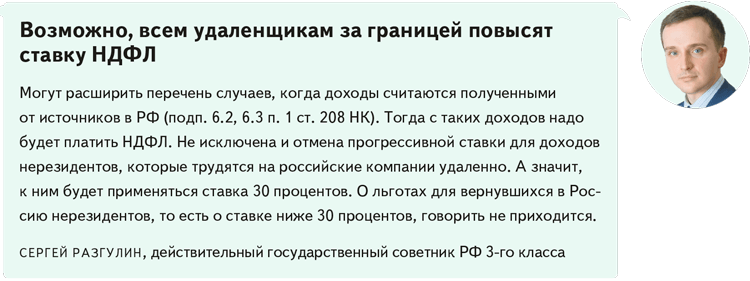 Возможно, всем удаленщикам за границей повысят
ставку НДФЛ
Могут расширить перечень случаев, когда доходы считаются полученными
от источников в РФ (подп. 6.2, 6.3 п. 1 ст. 208 НК). Тогда с таких доходов надо
будет платить НДФЛ. Не исключена и отмена прогрессивной ставки для доходов
нерезидентов, которые трудятся на российские компании удаленно. А значит,
к ним будет применяться ставка 30 процентов. О льготах для вернувшихся в Рос-
сию нерезидентов, то есть о ставке ниже 30 процентов, говорить не приходится.
СЕРГЕЙ РАЗГУЛИН, действительный государственный советник РФ 3-го класса